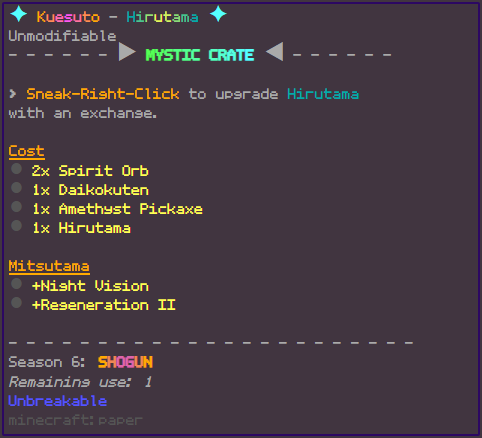 ✦ Kuesuto - Hirutama ✦
Unmodifiable
- - - - - - ▶ MYSTIC CRATE ◀ - - - - - -
> Sneak-Right-Click to upgrade Hirutama
with an exchange.
Cost
● 2x Spirit Orb
● 1x Daikokuten
● 1x Amethyst Pickaxe
● 1x Hirutama
Mitsutama
● +Night Vision
● +Regeneration II
- - - - - - - - - - - - - - - - - - - - - - - - - -
Season 6: SHOGUN
Remaining use: 1
Unbreakable
minecraft:paper